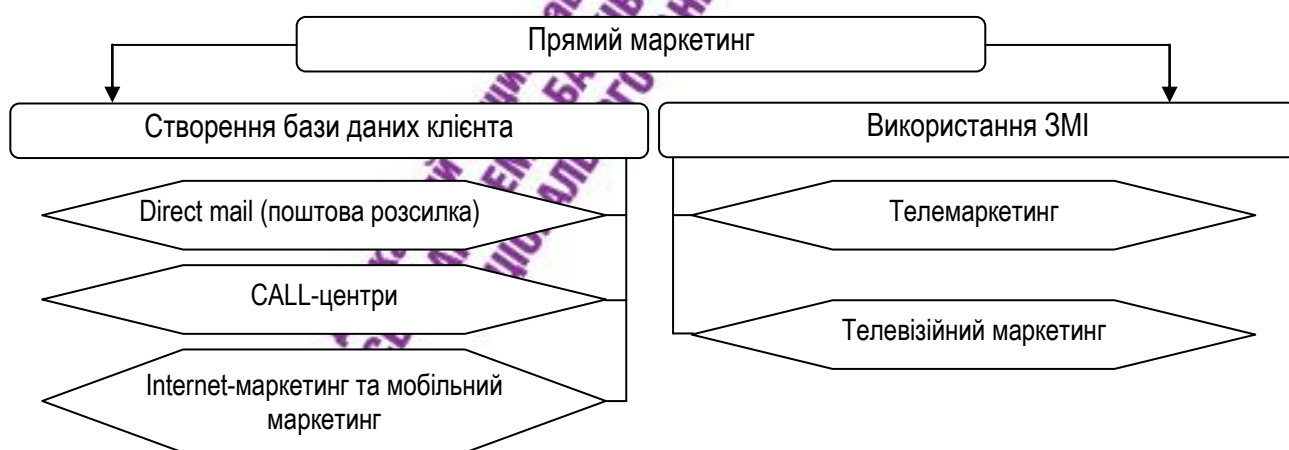 Прямий маркетинг
Створення бази даних клієнта
Використання ЗМІ
Direct mail (поштова розсилка)
Телемаркетинг
CALL-центри
Телевізійний маркетинг
Internet-маркетинг та мобільний
маркетинг